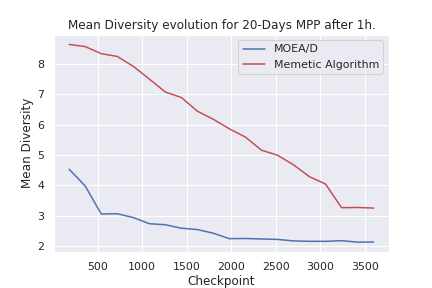 Mean Diversity evolution for 20-Days MPP after 1h.
MOEA/D
Memetic Algorithm
Mean Diversity
8
7
6
5
4
3
2
500 1000 1500 2000 2500 3000 3500
Checkpoint